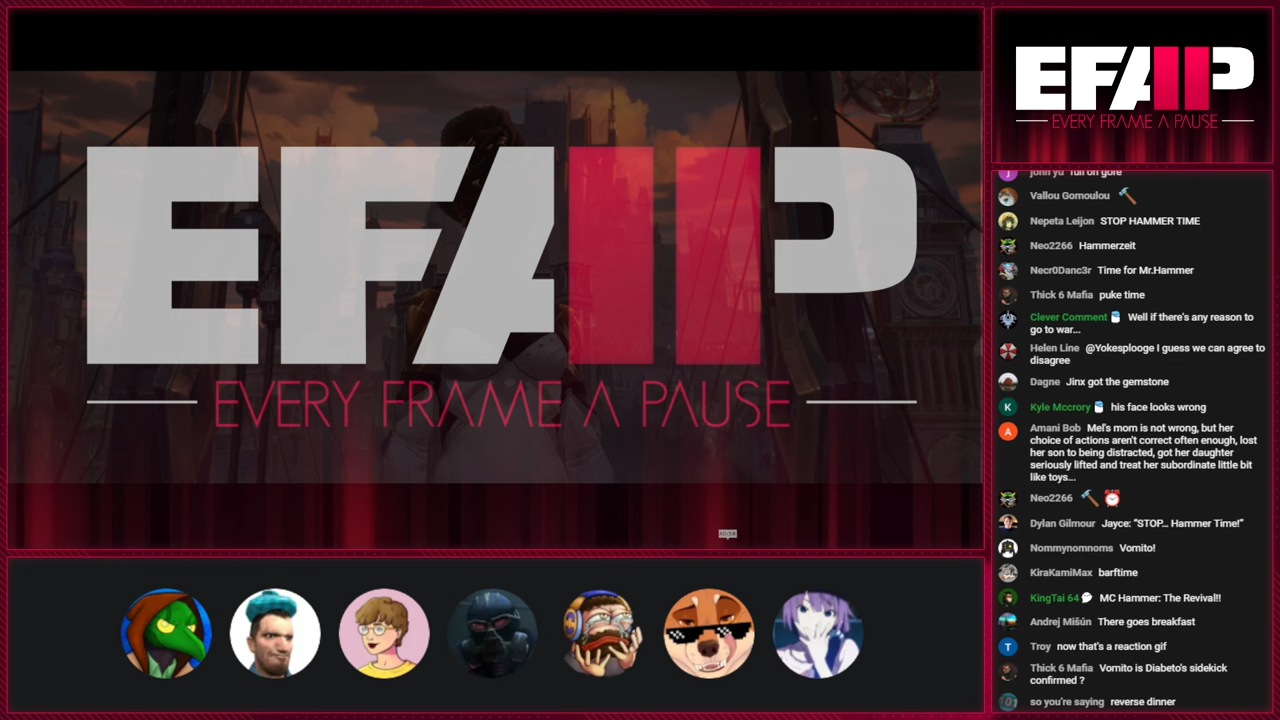 EFAP
EVERY FRAME A PAUSE
EFAP
EVERY FRAME A PAUSE
john yu full on gore
Vallou Gomoulou 🔨
Nepeta Leijon STOP HAMMER TIME
Neo2266 Hammerzeit
Necr0Danc3r Time for Mr.Hammer
Thick 6 Mafia puke time
Clever Comment Well if there's any reason to
go to war...
Helen Line @Yokesplooge I guess we can agree to
disagree
Dagne Jinx got the gemstone
K Kyle Mccrory his face looks wrong
A Amani Bob Mel's mom is not wrong, but her
choice of actions aren't correct often enough, lost
her son to being distracted, got her daughter
seriously lifted and treat her subordinate little bit
like toys...
Neo2266 🔨⏰
Dylan Gilmour Jayce: “STOP... Hammer Time!”
Nommynomnoms Vomito!
KiraKamiMax barftime
KingTai 64 MC Hammer: The Revival!!
Andrej Mišún There goes breakfast
T Troy now that's a reaction gif
Thick 6 Mafia Vomito is Diabeto's sidekick
confirmed ?
so you're saying reverse dinner